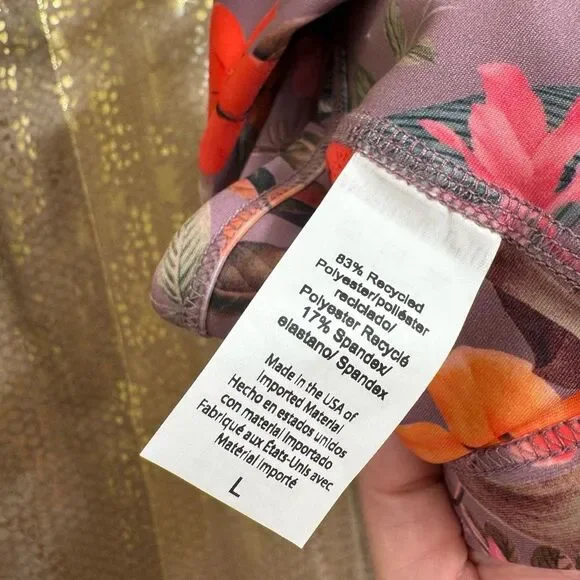 83% Recycled
Polyester/poliéster
reciclado/
Polyester Recyclé
17% Spandex/
elastano/ Spandex
Made in the USA of
Imported Material
Hecho en estados unidos
con material importado
Fabriqué aux États-Unis avec
Matérial importé
L